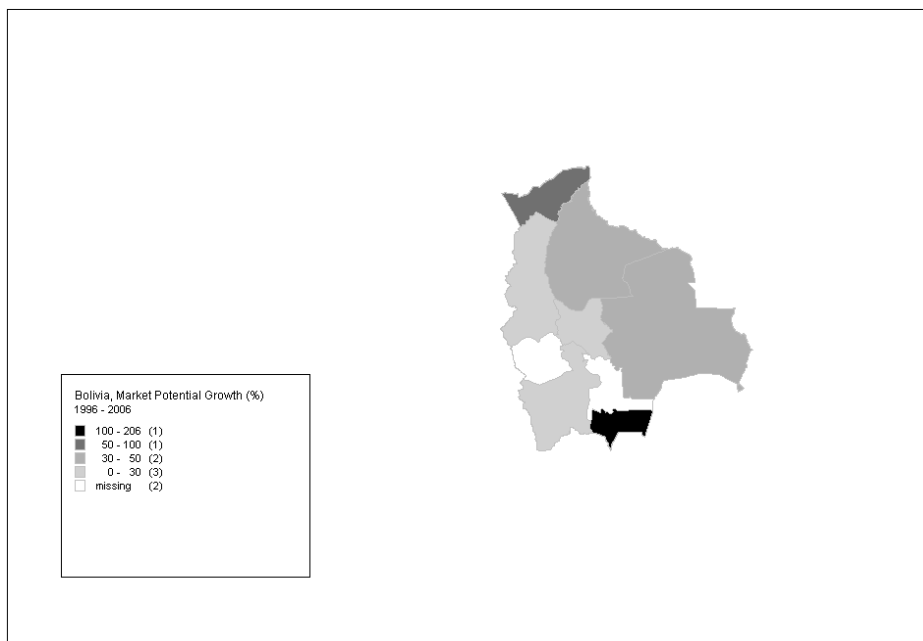 Bolivia, Market Potential Growth (%)
1996 - 2006
100 - 206 (1)
50 - 100 (1)
30 - 50 (2)
0 - 30 (3)
missing (2)